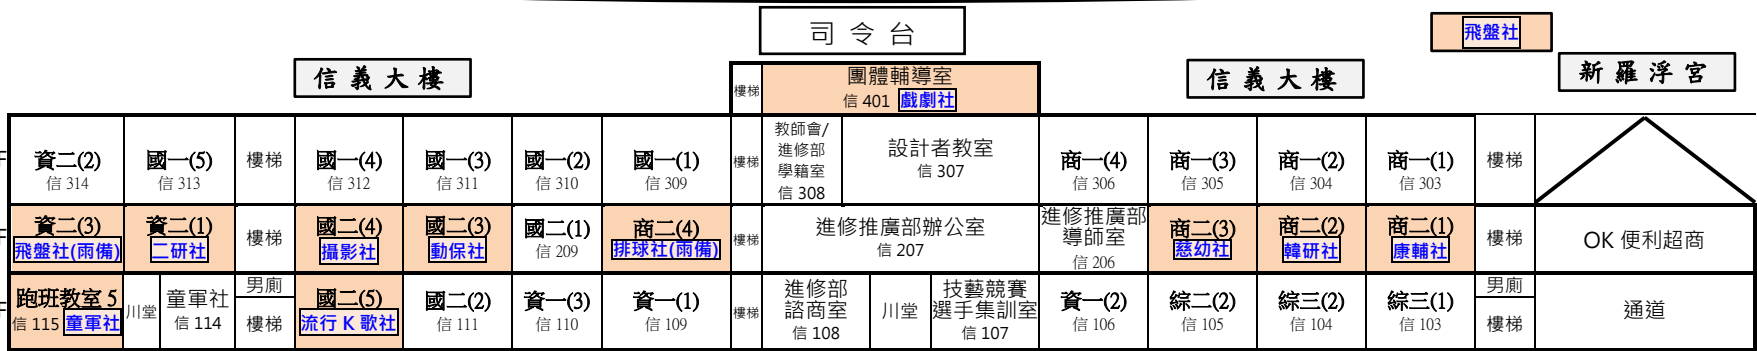 司令台
飛盤社
信義大樓
信義大樓
新羅浮宮
樓梯
團體輔導室
信 401 戲劇社
資二(2)
信 314
國一(5)
信 313
樓梯
國一(4)
信 312
國一(3)
信 311
國一(2)
信 310
國一(1)
信 309
樓梯
教師會/
進修部
學籍室
信 308
設計者教室
信 307
商一(4)
信 306
商一(3)
信 305
商一(2)
信 304
商一(1)
信 303
樓梯
資二(3)
飛盤社(雨備)
資二(1)
二研社
樓梯
國二(4)
攝影社
國二(3)
動保社
國二(1)
信 209
商二(4)
排球社(雨備)
樓梯
進修推廣部辦公室
信 207
進修推廣部
導師室
信 206
商二(3)
慈幼社
商二(2)
韓研社
商二(1)
康輔社
樓梯
OK 便利超商
跑班教室 5
信 115 童軍社
川堂
童軍社
信 114
男廁
樓梯
國二(5)
流行 K 歌社
國二(2)
信 111
資一(3)
信 110
資一(1)
信 109
樓梯
進修部
諮商室
信 108
川堂
技藝競賽
選手集訓室
信 107
資一(2)
信 106
綜二(2)
信 105
綜三(2)
信 104
綜三(1)
信 103
男廁
樓梯
通道